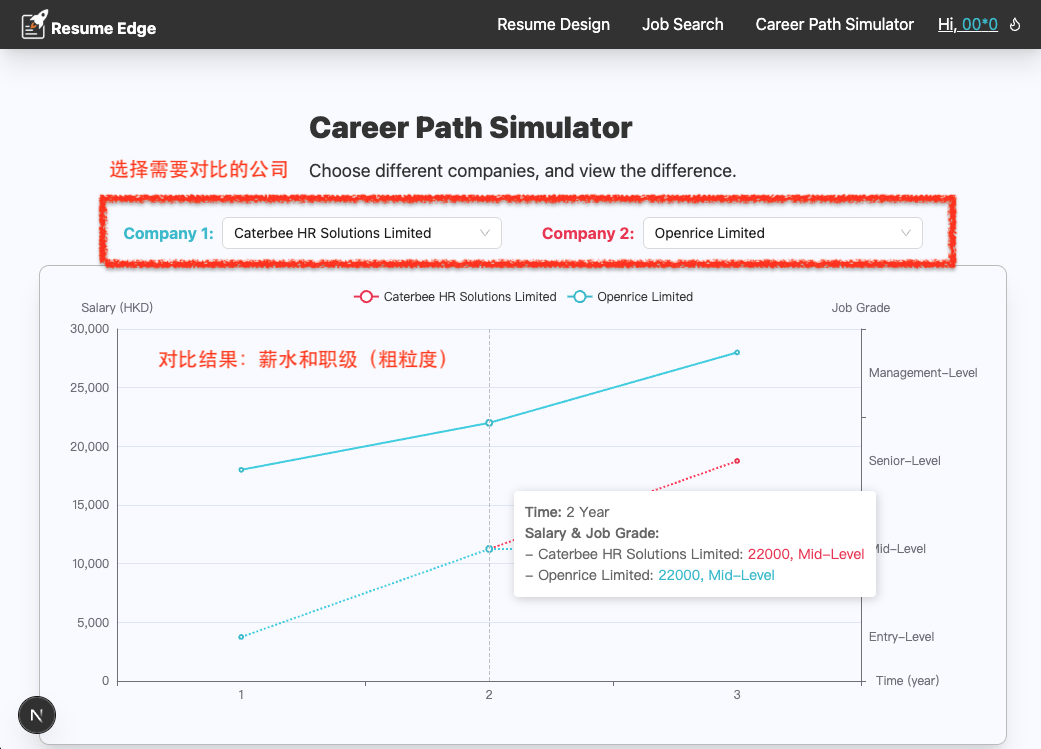 Resume Edge
Resume Design
Job Search
Career Path Simulator
Hi, 00*0
Career Path Simulator
选择需要对比的公司
Choose different companies, and view the difference.
Company 1:
Caterbee HR Solutions Limited
Company 2:
Openrice Limited
Caterbee HR Solutions Limited
Openrice Limited
Salary (HKD)
Job Grade
30,000
对比结果：薪水和职级（粗粒度）
25,000
20,000
15,000
10,000
5,000
0
Management-Level
Senior-Level
Mid-Level
Entry-Level
Time: 2 Year
Salary & Job Grade:
- Caterbee HR Solutions Limited: 22000, Mid-Level
- Openrice Limited: 22000, Mid-Level
1
2
3
Time (year)
N